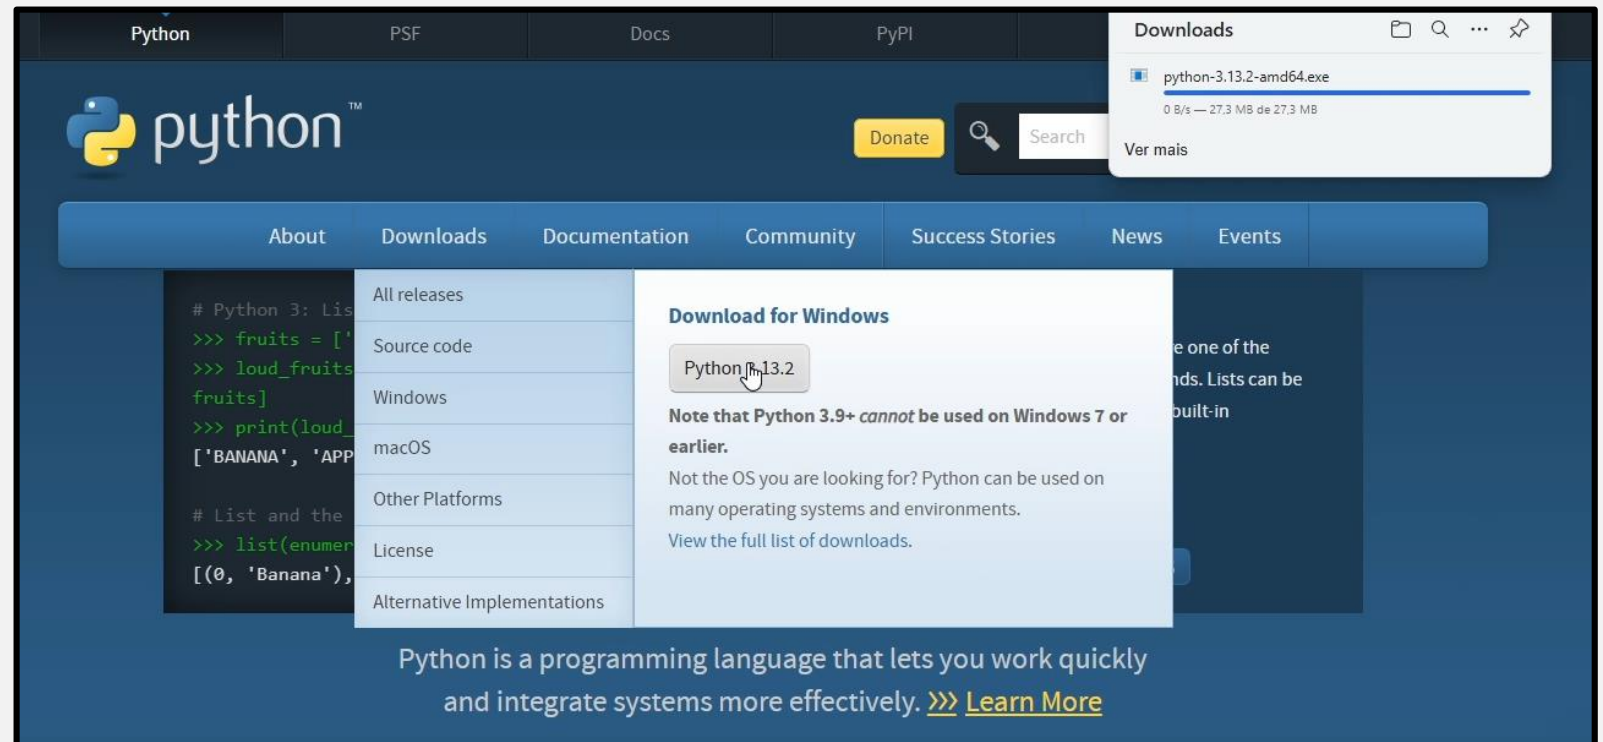 Python
PSF
Docs
PyPI
Downloads
python-3.13.2-amd64.exe
0 B/s — 27,3 MB de 27,3 MB
Ver mais
python™
Donate
Search
About
Downloads
Documentation
Community
Success Stories
News
Events
# Python 3: Lis
>>> fruits = ['
>>> loud_fruits
fruits]
>>> print(loud_
['BANANA', 'APP
# List and the
>>> list(enumer
[(0, 'Banana'),
All releases
Source code
Windows
macOS
Other Platforms
License
Alternative Implementations
Download for Windows
Python 3.13.2
Note that Python 3.9+ cannot be used on Windows 7 or
earlier.
Not the OS you are looking for? Python can be used on
many operating systems and environments.
View the full list of downloads.
e one of the
nds. Lists can be
built-in
Python is a programming language that lets you work quickly
and integrate systems more effectively. >>> Learn More